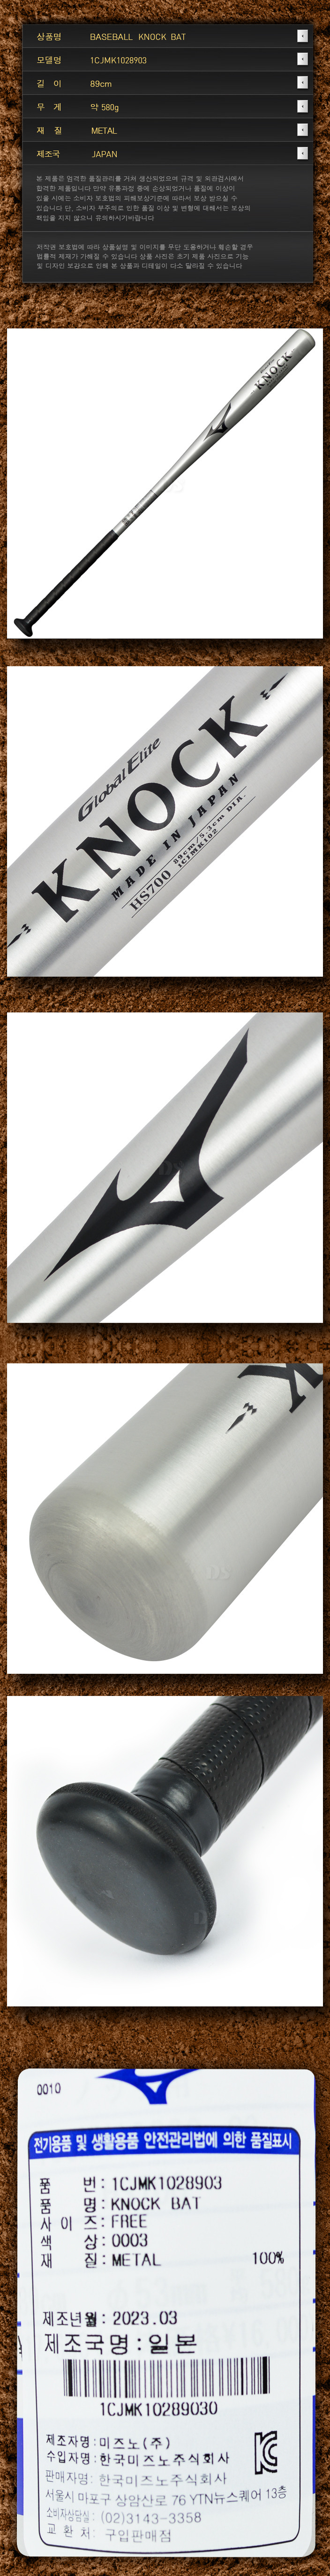 상품명 BASEBALL KNOCK BAT
모델명 1CJMK1028903
길 이 89cm
무 게 약 580g
재 질 METAL
제조국 JAPAN
본 제품은 엄격한 품질관리를 거쳐 생산되었으며 규격 및 외관검사에서
합격한 제품입니다 만약 유통과정 중에 손상되었거나 품질에 이상이
있을 시에는 소비자 보호법의 피해보상기준에 따라서 보상 받으실 수
있습니다 단, 소비자 부주의로 인한 품질 이상 및 변형에 대해서는 보상의
책임을 지지 않으니 유의하시기바랍니다
저작권 보호법에 따라 상품설명 및 이미지를 무단 도용하거나 훼손할 경우
법률적 제재가 가해질 수 있습니다 상품 사진은 초기 제품 사진으로 기능
및 디자인 보강으로 인해 본 상품과 디테일이 다소 달라질 수 있습니다
KNOCK
Global Elite
KNOCK
MADE IN JAPAN
HS700 89cm/5.3cm DIA.
1CJMK102
K
0010
전기용품 및 생활용품 안전관리법에 의한 품질표시
품 번 : 1CJMK1028903
품 명 : KNOCK BAT
사 이 즈 : FREE
색 상 : 0003
재 질 : METAL 100%
제조년월 : 2023.03
제조국명 : 일본
1CJMK10289030
제조자명 : 미즈노(주)
수입자명 : 한국미즈노주식회사
판매자명 : 한국미즈노주식회사
서울시 마포구 상암산로 76 YTN뉴스퀘어 13층
소비자상담실 : (02)3143-3358
교 환 처 : 구입판매점